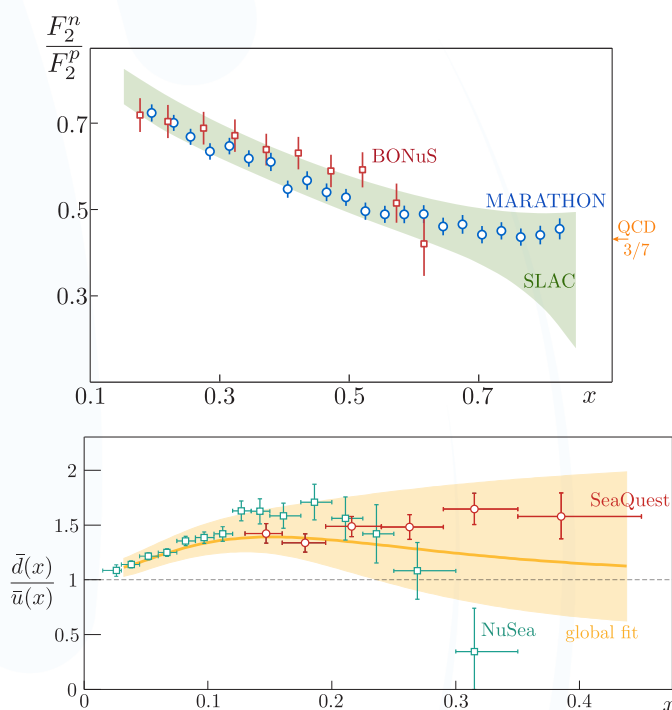 F_2^n
F_2^p
0.7
0.5
0.3
BONuS
MARATHON
SLAC
QCD
3/7
0.1
0.3
0.5
0.7
x
2
1.5
1
0.5
0
d̄(x)
ū(x)
SeaQuest
NuSea
global fit
0
0.1
0.2
0.3
0.4
x